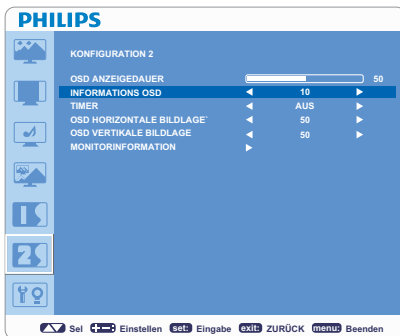 PHILIPS
KONFIGURATION 2
OSD ANZEIGEDAUER 50
INFORMATIONS OSD 10
TIMER AUS
OSD HORIZONTALE BILDLAGE`50
OSD VERTIKALE BILDLAGE 50
MONITORINFORMATION
Sel Einstellen set: Eingabe exit: ZURÜCK menu: Beenden